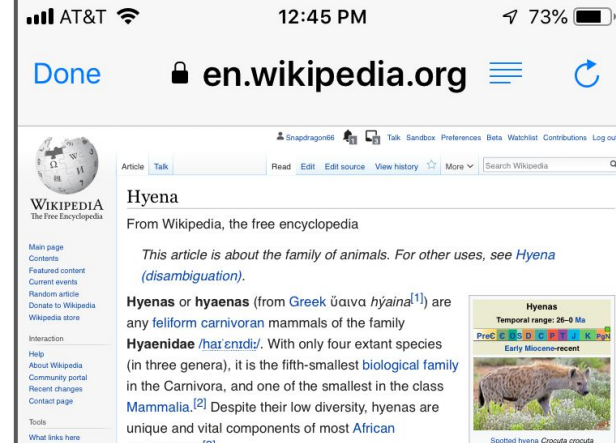 AT&T 12:45 PM 73%
Done en.wikipedia.org
Snapdragon66 Talk Sandbox Preferences Beta Watchlist Contributions Log out
Article Talk Read Edit Edit source View history More Search Wikipedia
WIKIPEDIA
The Free Encyclopedia
Main page
Contents
Featured content
Current events
Random article
Donate to Wikipedia
Wikipedia store
Interaction
Help
About Wikipedia
Community portal
Recent changes
Contact page
Tools
What links here
Hyena
From Wikipedia, the free encyclopedia
This article is about the family of animals. For other uses, see Hyena
(disambiguation).
Hyenas or hyaenas (from Greek ὕαινα hýaina[1]) are
any feliform carnivoran mammals of the family
Hyaenidae /haɪˈɛnɪdiː/. With only four extant species
(in three genera), it is the fifth-smallest biological family
in the Carnivora, and one of the smallest in the class
Mammalia.[2] Despite their low diversity, hyenas are
unique and vital components of most African
Hyenas
Temporal range: 26–0 Ma
PreЄ Є O S D C P T J K PgN
Early Miocene-recent
Spotted hyena Crocuta crocuta